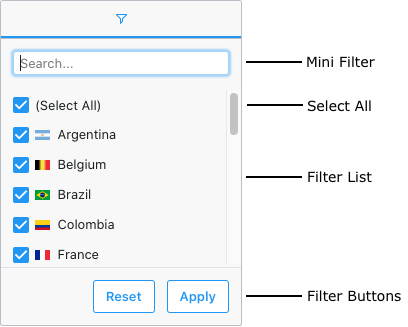 Search... Mini Filter
(Select All) Select All
Argentina
Belgium Filter List
Brazil
Colombia
France
Reset Apply Filter Buttons